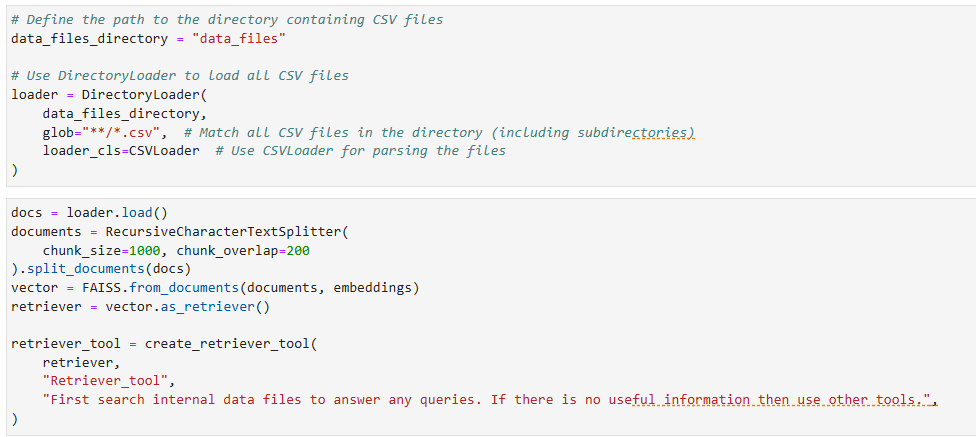 # Define the path to the directory containing CSV files
data_files_directory = "data_files"
# Use DirectoryLoader to load all CSV files
loader = DirectoryLoader(
    data_files_directory,
    glob="**/*.csv",  # Match all CSV files in the directory (including subdirectories)
    loader_cls=CSVLoader  # Use CSVLoader for parsing the files
)
docs = loader.load()
documents = RecursiveCharacterTextSplitter(
    chunk_size=1000, chunk_overlap=200
).split_documents(docs)
vector = FAISS.from_documents(documents, embeddings)
retriever = vector.as_retriever()
retriever_tool = create_retriever_tool(
    retriever,
    "Retriever_tool",
    "First search internal data files to answer any queries. If there is no useful information then use other tools.",
)